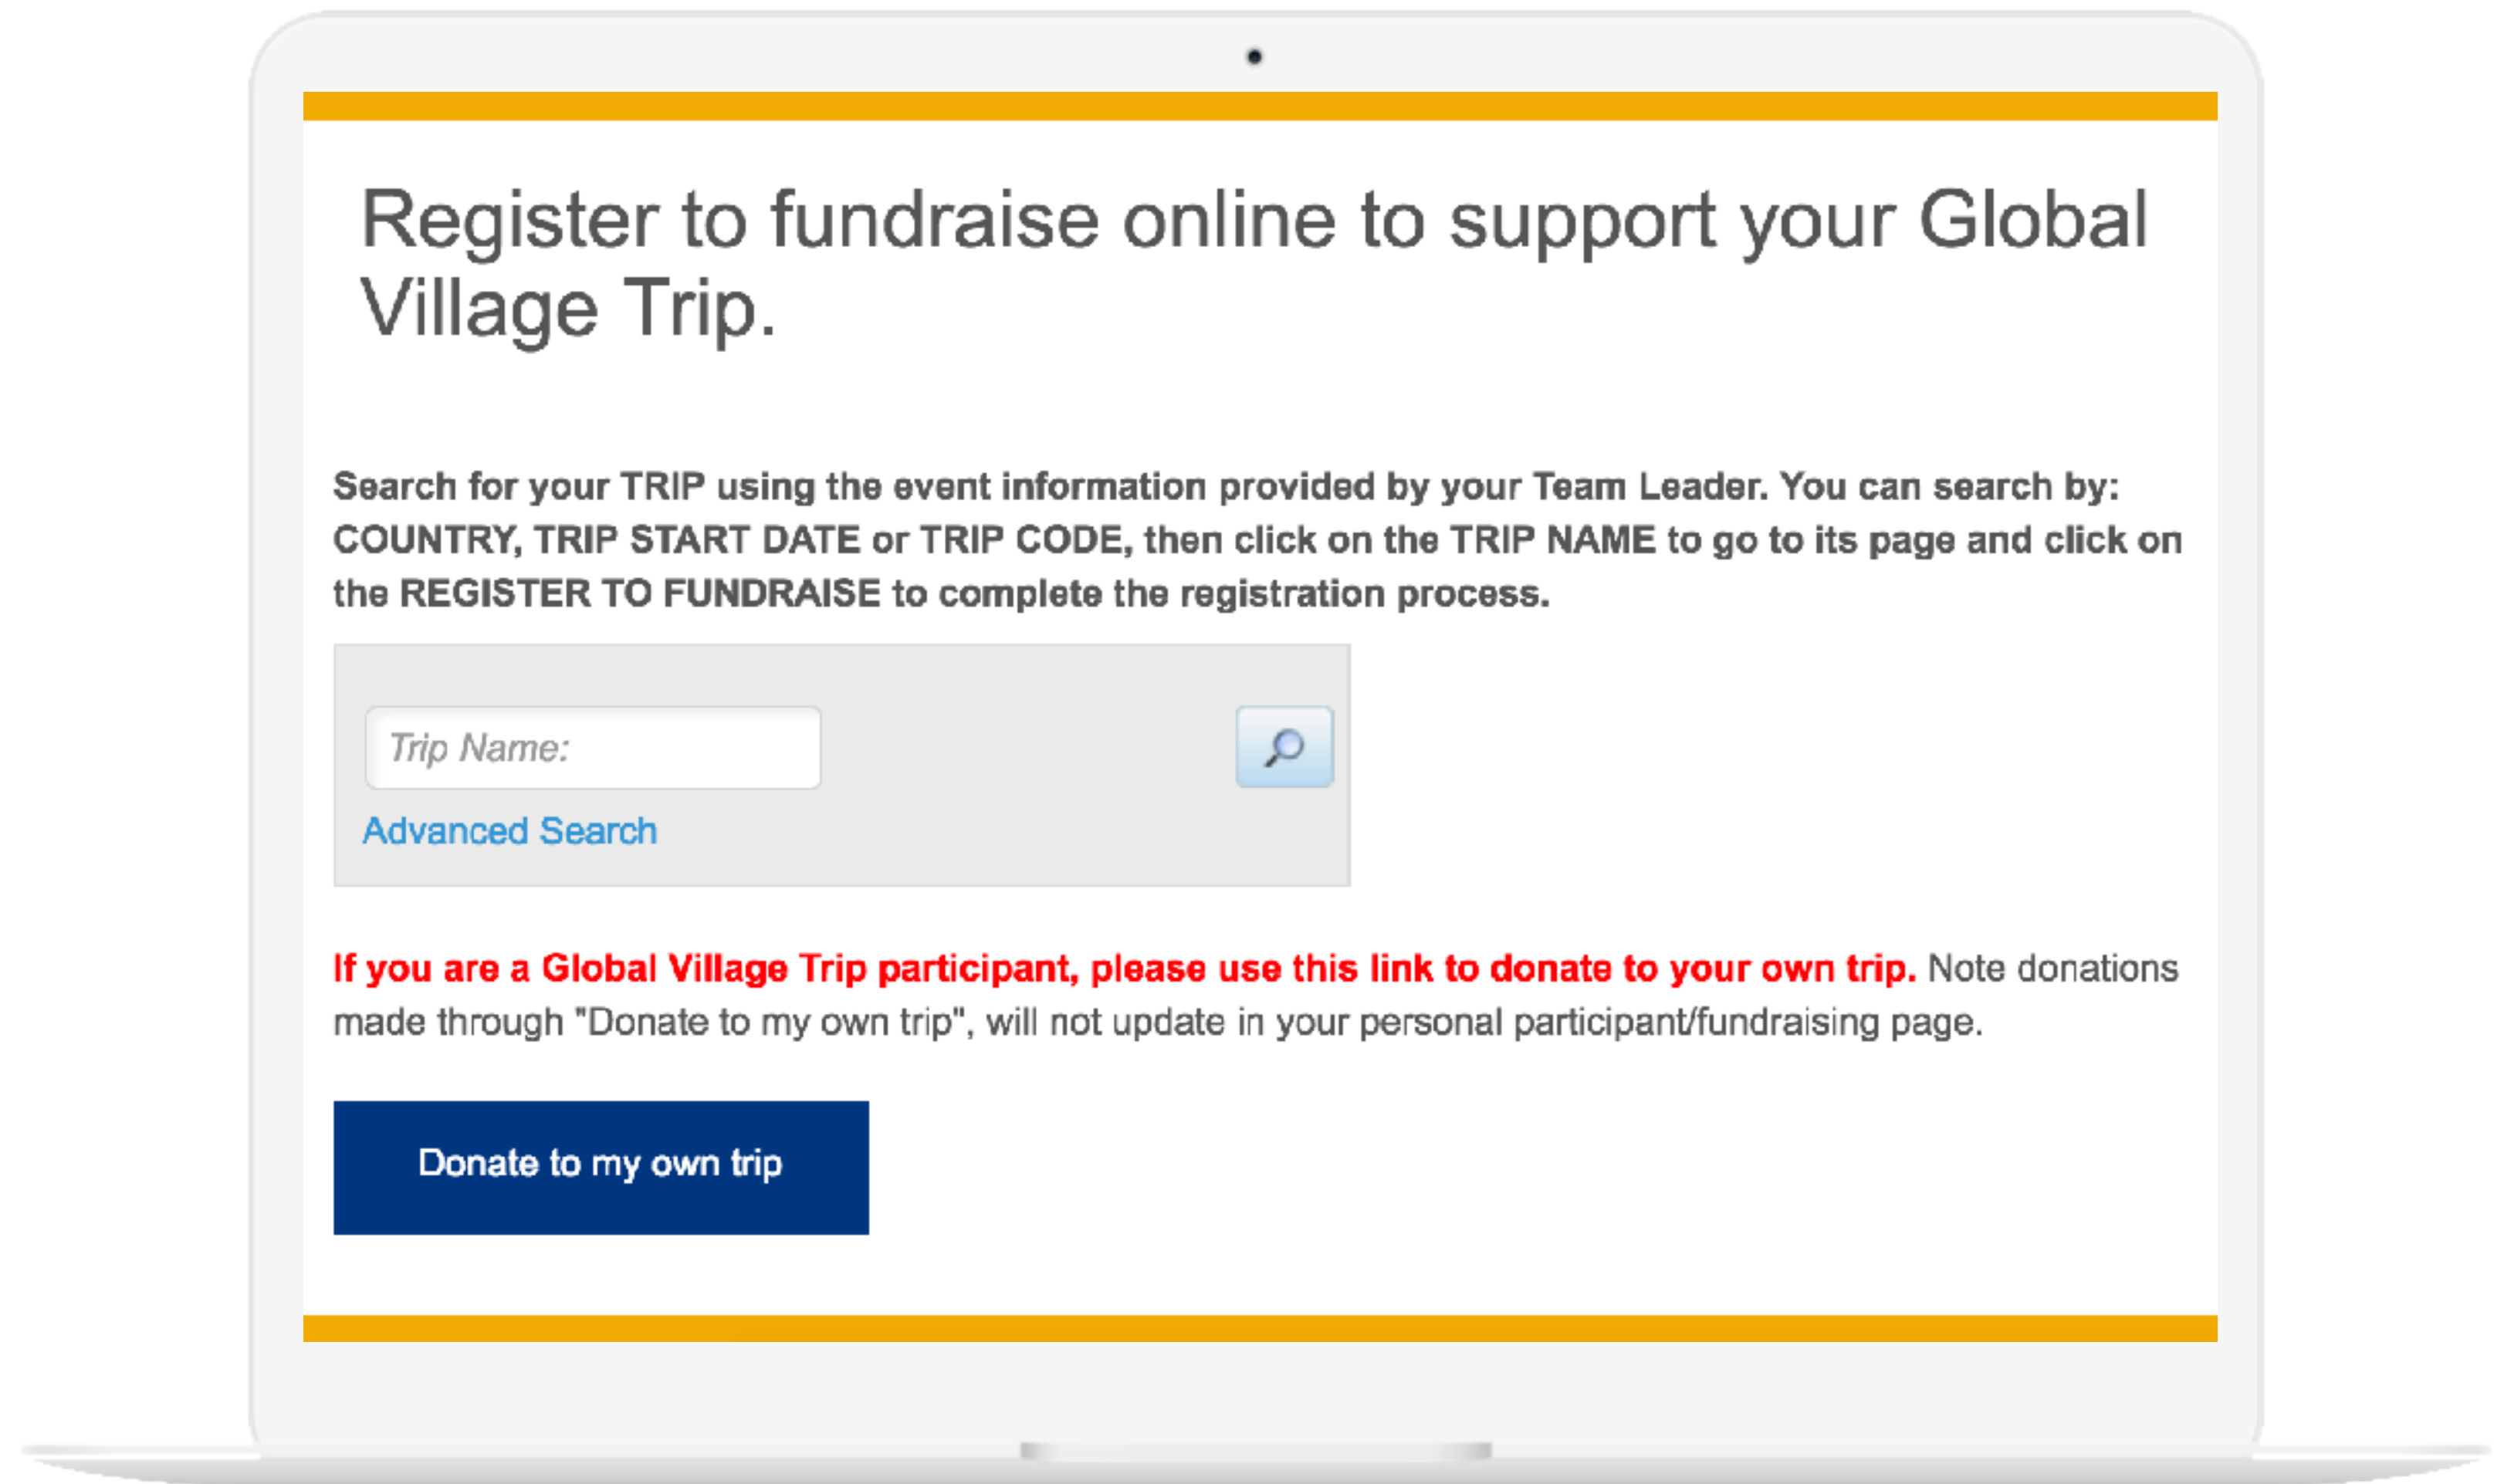 Register to fundraise online to support your Global
Village Trip.
Search for your TRIP using the event information provided by your Team Leader. You can search by:
COUNTRY, TRIP START DATE or TRIP CODE, then click on the TRIP NAME to go to its page and click on
the REGISTER TO FUNDRAISE to complete the registration process.
Trip Name:
Advanced Search
If you are a Global Village Trip participant, please use this link to donate to your own trip. Note donations
made through "Donate to my own trip", will not update in your personal participant/fundraising page.
Donate to my own trip